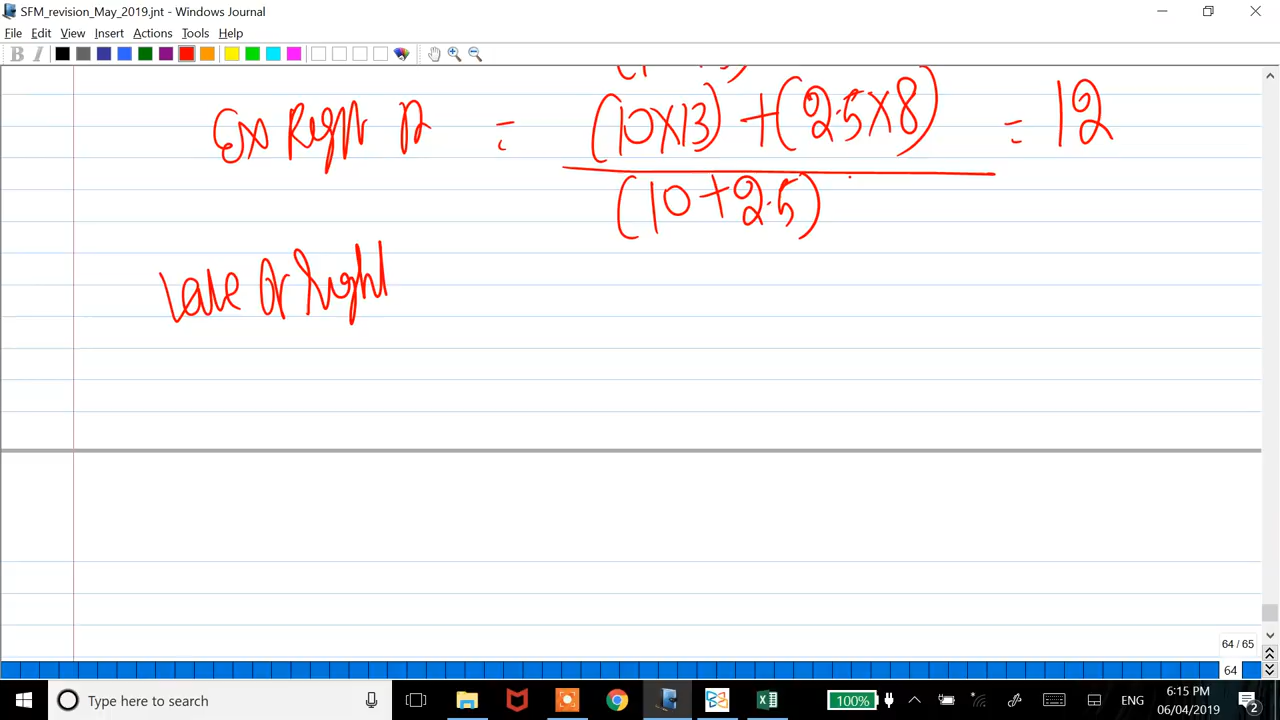 SFM_revision_May_2019.jnt - Windows Journal
File Edit View Insert Actions Tools Help
B I
Ex Right = (10x13) + (2.5x8) = 12
(10+2.5)
Value of right
64 / 65
64
Type here to search
100%
ENG
6:15 PM
06/04/2019
2